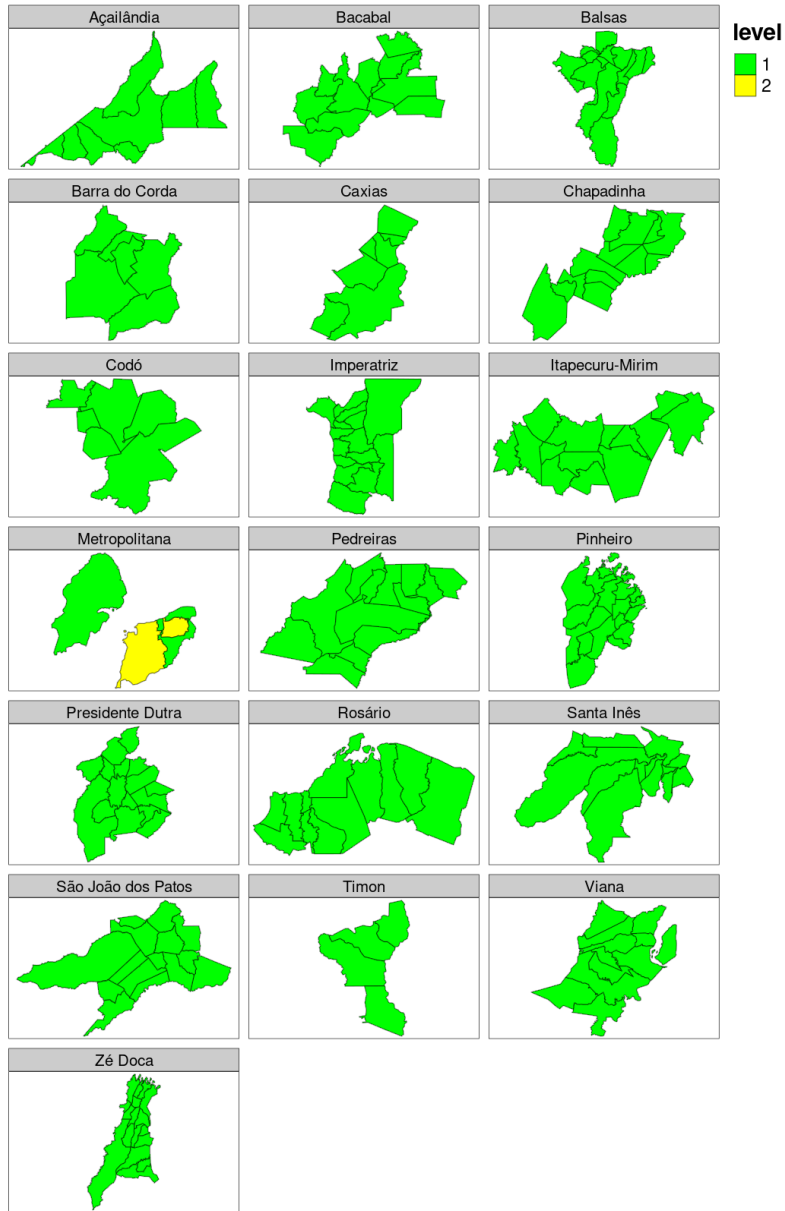 Açailândia
Bacabal
Balsas
level
1
2
Barra do Corda
Caxias
Chapadinha
Codó
Imperatriz
Itapecuru-Mirim
Metropolitana
Pedreiras
Pinheiro
Presidente Dutra
Rosário
Santa Inês
São João dos Patos
Timon
Viana
Zé Doca